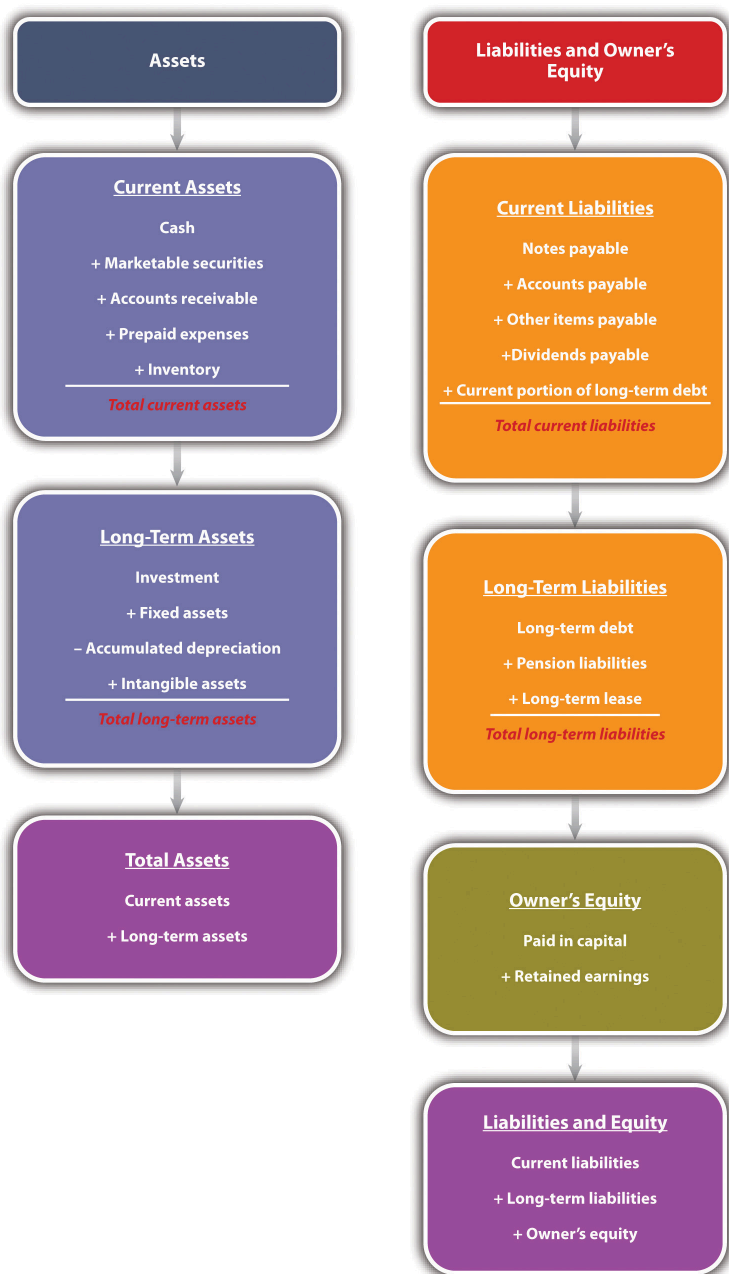 Assets
Current Assets
Cash
+ Marketable securities
+ Accounts receivable
+ Prepaid expenses
+ Inventory
Total current assets
Long-Term Assets
Investment
+ Fixed assets
– Accumulated depreciation
+ Intangible assets
Total long-term assets
Total Assets
Current assets
+ Long-term assets
Liabilities and Owner’s
Equity
Current Liabilities
Notes payable
+ Accounts payable
+ Other items payable
+Dividends payable
+ Current portion of long-term debt
Total current liabilities
Long-Term Liabilities
Long-term debt
+ Pension liabilities
+ Long-term lease
Total long-term liabilities
Owner’s Equity
Paid in capital
+ Retained earnings
Liabilities and Equity
Current liabilities
+ Long-term liabilities
+ Owner’s equity